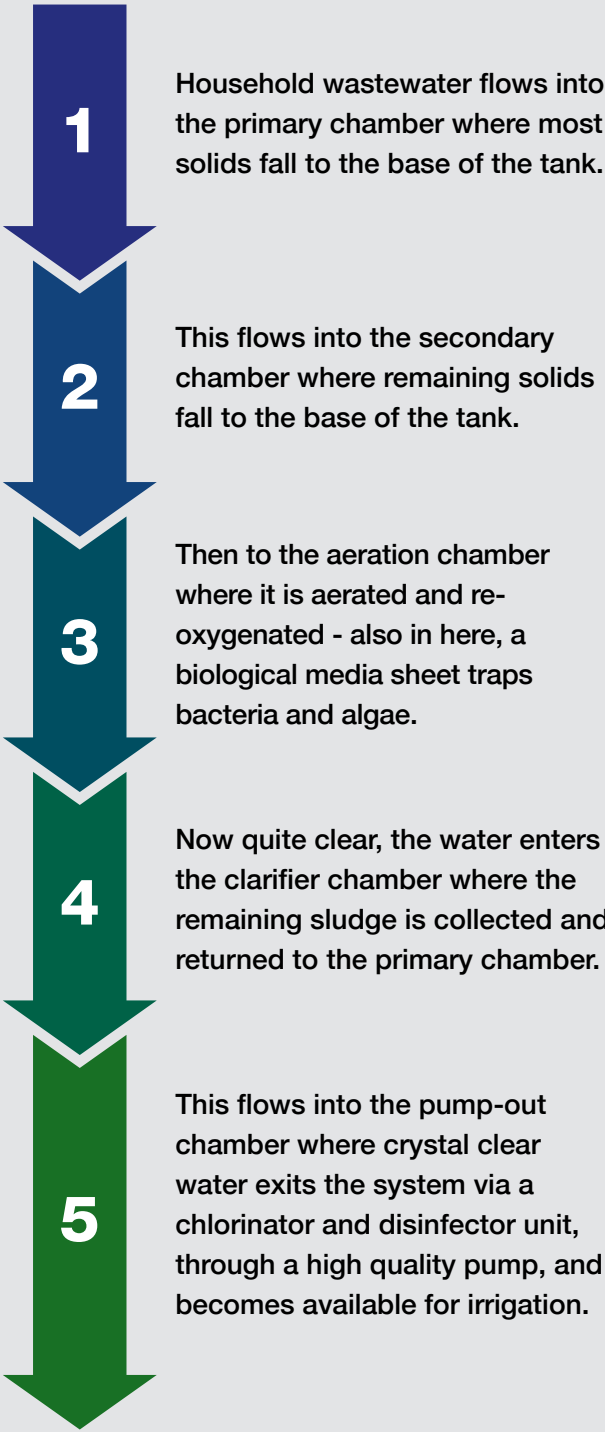 1
Household wastewater flows into
the primary chamber where most
solids fall to the base of the tank.
2
This flows into the secondary
chamber where remaining solids
fall to the base of the tank.
3
Then to the aeration chamber
where it is aerated and re-
oxygenated - also in here, a
biological media sheet traps
bacteria and algae.
4
Now quite clear, the water enters
the clarifier chamber where the
remaining sludge is collected and
returned to the primary chamber.
5
This flows into the pump-out
chamber where crystal clear
water exits the system via a
chlorinator and disinfector unit,
through a high quality pump, and
becomes available for irrigation.